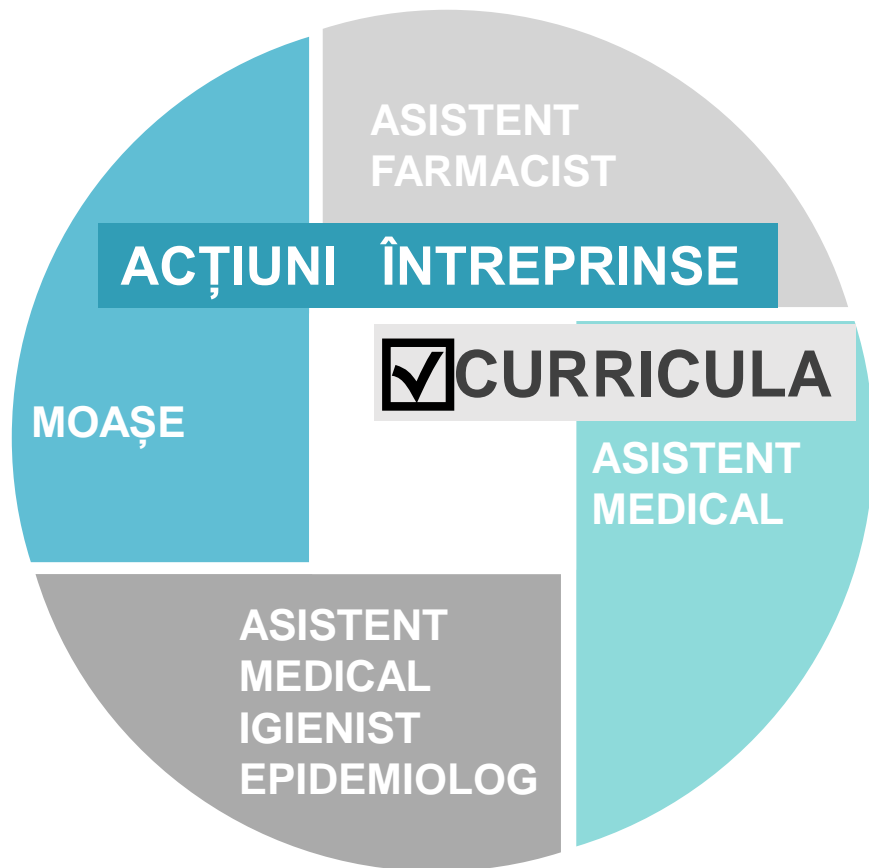 ASISTENT
FARMACIST
ACȚIUNI ÎNTREPRINSE
CURRICULA
MOAȘE
ASISTENT
MEDICAL
ASISTENT
MEDICAL
IGIENIST
EPIDEMIOLOG